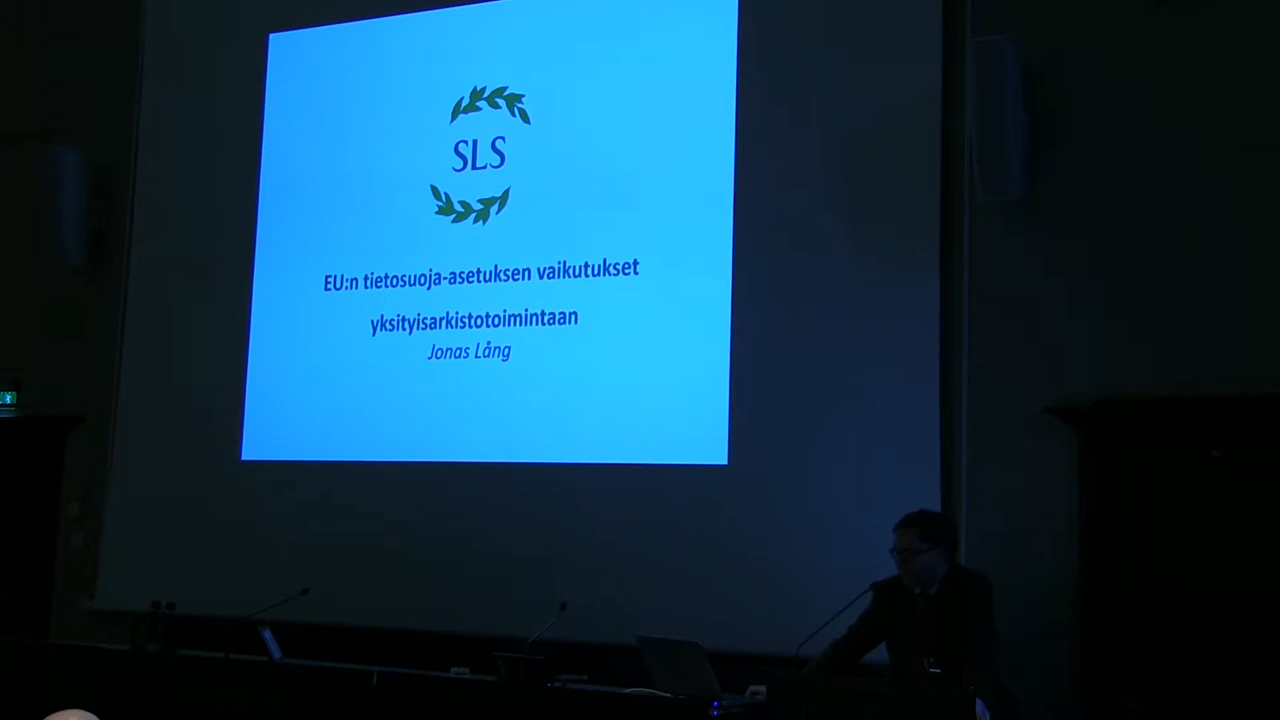 SLS
EU:n tietosuoja-asetuksen vaikutukset
yksityisarkistotoimintaan
Jonas Lång